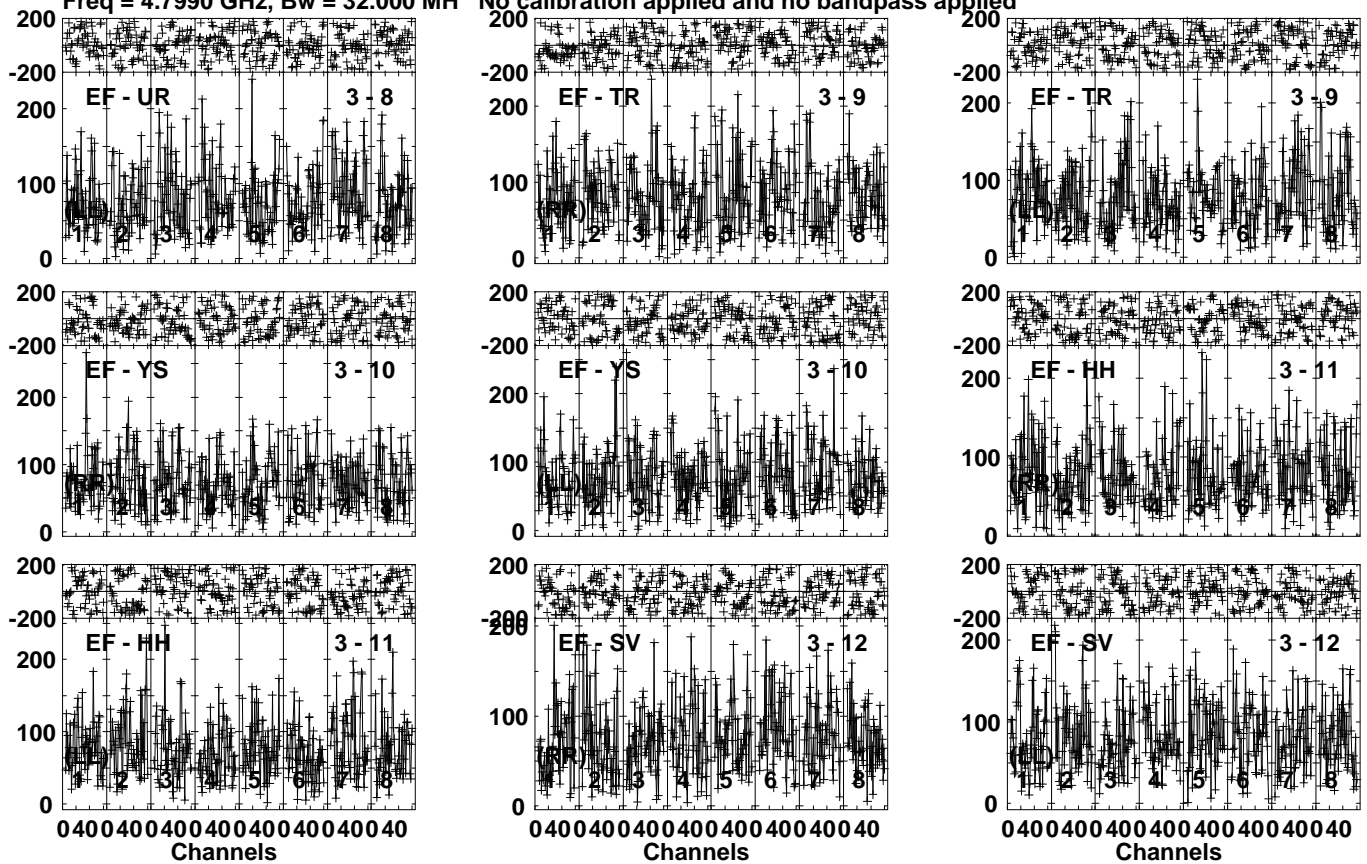 Freq = 4.7990 GHz, Bw = 32.000 MH No calibration applied and no bandpass applied
200 200 200
-200 -200 -200
EF - UR 3 - 8 EF - TR 3 - 9 EF - TR 3 - 9
200 200 200
100 100 100
(LL) (RR) (LL)
1 2 3 4 5 6 7 8 1 2 3 4 5 6 7 8 1 2 3 4 5 6 7 8
0 0 0
200 200 200
-200 -200 -200
EF - YS 3 - 10 EF - YS 3 - 10 EF - HH 3 - 11
200 200 200
100 100 100
(RR) (LL) (RR)
1 2 3 4 5 6 7 8 1 2 3 4 5 6 7 8 1 2 3 4 5 6 7 8
0 0 0
200 200 200
-200 -200 -200
EF - HH 3 - 11 EF - SV 3 - 12 EF - SV 3 - 12
200 200 200
100 100 100
(LL) (RR) (LL)
1 2 3 4 5 6 7 8 1 2 3 4 5 6 7 8 1 2 3 4 5 6 7 8
0 0 0
0 40 0 40 0 40 0 40 0 40 0 40 0 40 0 40 0 40 0 40 0 40 0 40 0 40 0 40 0 40 0 40 0 40 0 40 0 40 0 40 0 40 0 40 0 40 0 40
Channels Channels Channels